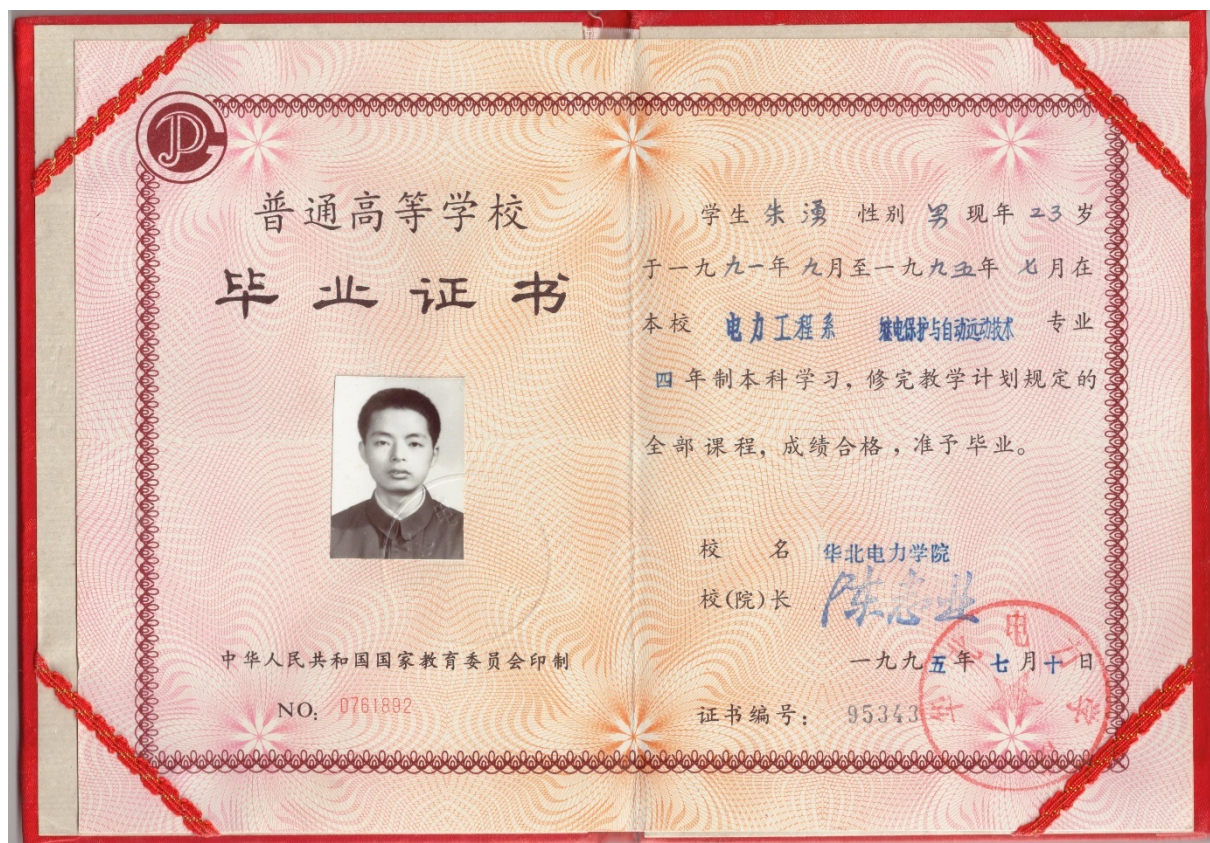 普通高等学校
毕业证书
中华人民共和国国家教育委员会印制
NO: 0761892
学生 朱湧 性别 男 现年 23 岁
于一九九一年九月至一九九五年 七月在
本校 电力工程系 继电保护与自动远动技术 专业
四年制本科学习，修完教学计划规定的
全部课程，成绩合格，准予毕业。
校 名 华北电力学院
校(院)长 陈志业
一九九五年七月十日
证书编号： 95343